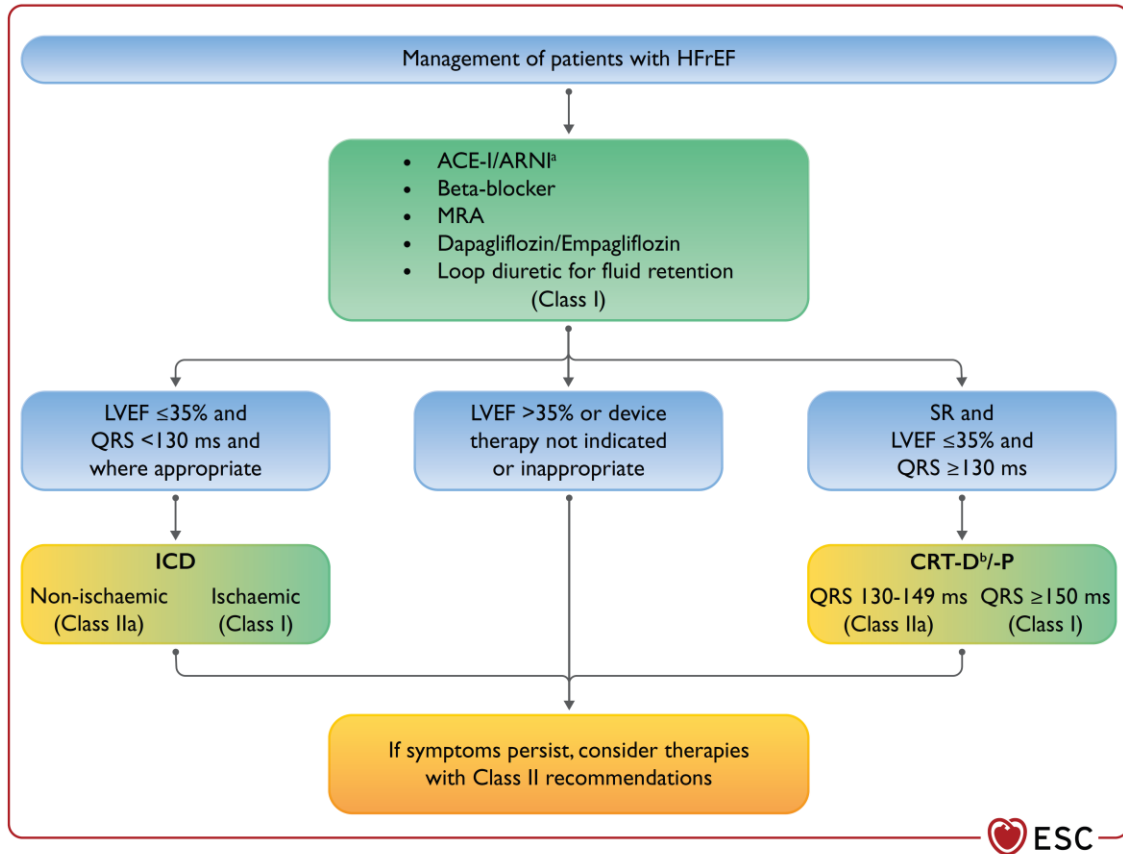 Management of patients with HFrEF
• ACE-I/ARNIᵃ
• Beta-blocker
• MRA
• Dapagliflozin/Empagliflozin
• Loop diuretic for fluid retention
(Class I)
LVEF ≤35% and
QRS <130 ms and
where appropriate
LVEF >35% or device
therapy not indicated
or inappropriate
SR and
LVEF ≤35% and
QRS ≥130 ms
ICD
Non-ischaemic
(Class IIa)
Ischaemic
(Class I)
CRT-Dᵇ/-P
QRS 130-149 ms
(Class IIa)
QRS ≥150 ms
(Class I)
If symptoms persist, consider therapies
with Class II recommendations
ESC